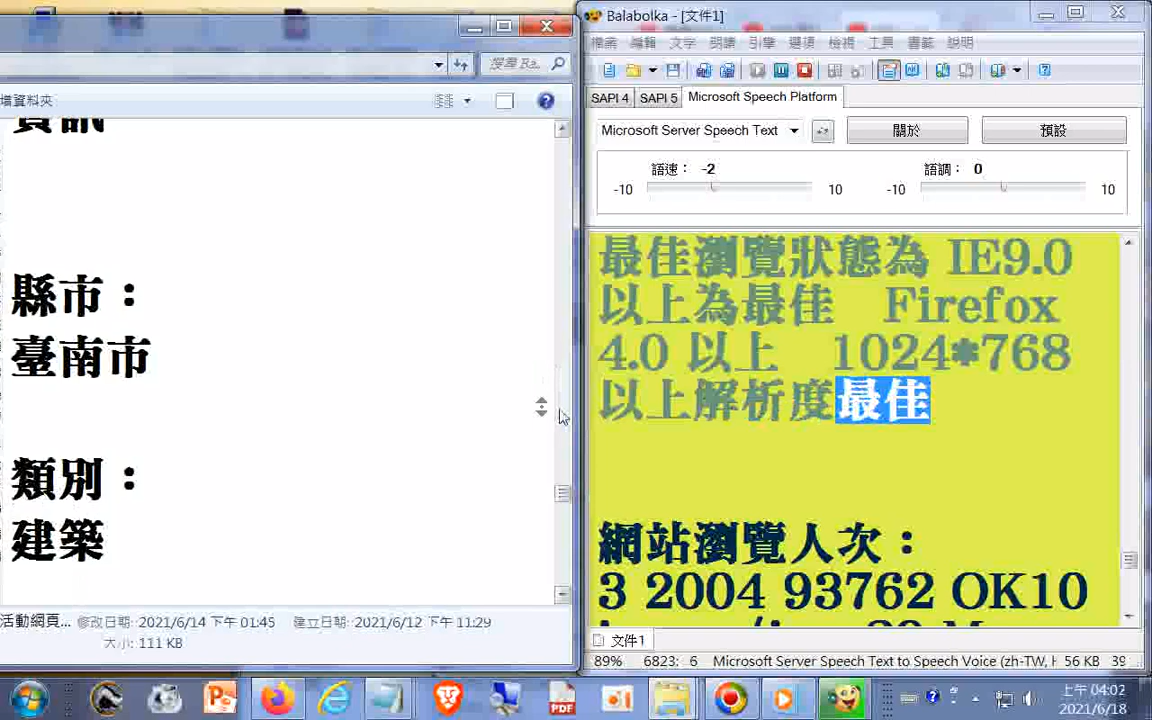 搜尋 Ra...
增資料夾
資訊
縣市：
臺南市
類別：
建築
活動網頁... 修改日期: 2021/6/14 下午 01:45 建立日期: 2021/6/12 下午 11:29
大小: 111 KB
Balabolka - [文件1]
檔案 編輯 文字 朗讀 引擎 選項 檢視 工具 書籤 說明
SAPI 4 SAPI 5 Microsoft Speech Platform
Microsoft Server Speech Text 關於 預設
語速： -2 語調： 0
-10 10 -10 10
最佳瀏覽狀態為 IE9.0
以上為最佳 Firefox
4.0 以上 1024*768
以上解析度最佳
網站瀏覽人次：
3 2004 93762 OK10
文件1
89% 6823: 6 Microsoft Server Speech Text to Speech Voice (zh-TW, H 56 KB 39
PDF
上午 04:02
2021/6/18